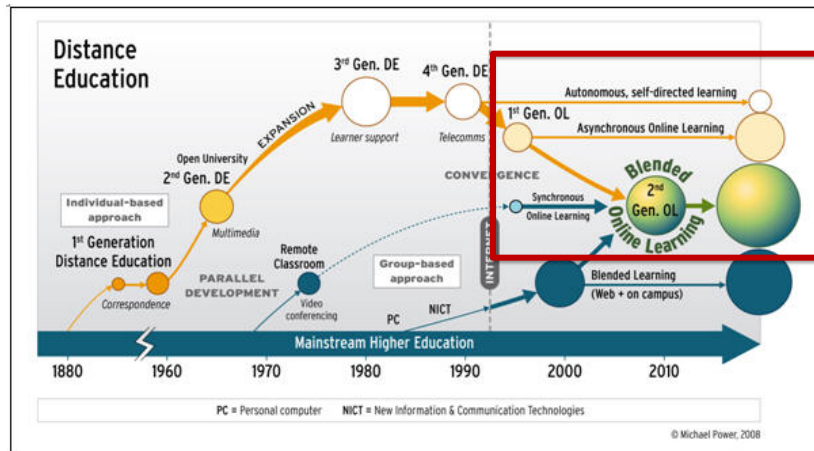 Distance
Education
3rd Gen. DE
4th Gen. DE
Learner support
Telecomms
EXPANSION
Autonomous, self-directed learning
1st Gen. OL
Asynchronous Online Learning
Open University
2nd Gen. DE
Multimedia
CONVERGENCE
Individual-based
approach
Blended
2nd
Gen. OL
Online Learning
Synchronous
Online Learning
1st Generation
Distance Education
Correspondence
PARALLEL
DEVELOPMENT
Remote
Classroom
Video
conferencing
Group-based
approach
INTERNET
Blended Learning
(Web + on campus)
PC
NICT
Mainstream Higher Education
1880
1960
1970
1980
1990
2000
2010
PC = Personal computer NICT = New Information & Communication Technologies
© Michael Power, 2008